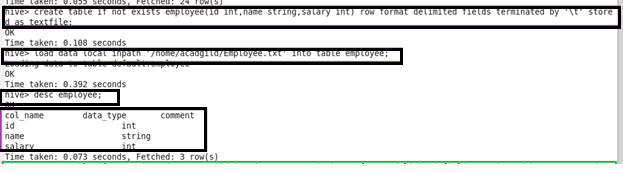 Time taken: 0.055 seconds, Fetched: 24 row(s)
hive> create table if not exists employee(id int,name string,salary int) row format delimited fields terminated by '\t' store
d as textfile;
OK
Time taken: 0.108 seconds
hive> load data local inpath '/home/acadgild/Employee.txt' into table employee;
Loading data to table default.employee
OK
Time taken: 0.392 seconds
hive> desc employee;
OK
col_name data_type comment
id int
name string
salary int
Time taken: 0.073 seconds, Fetched: 3 row(s)